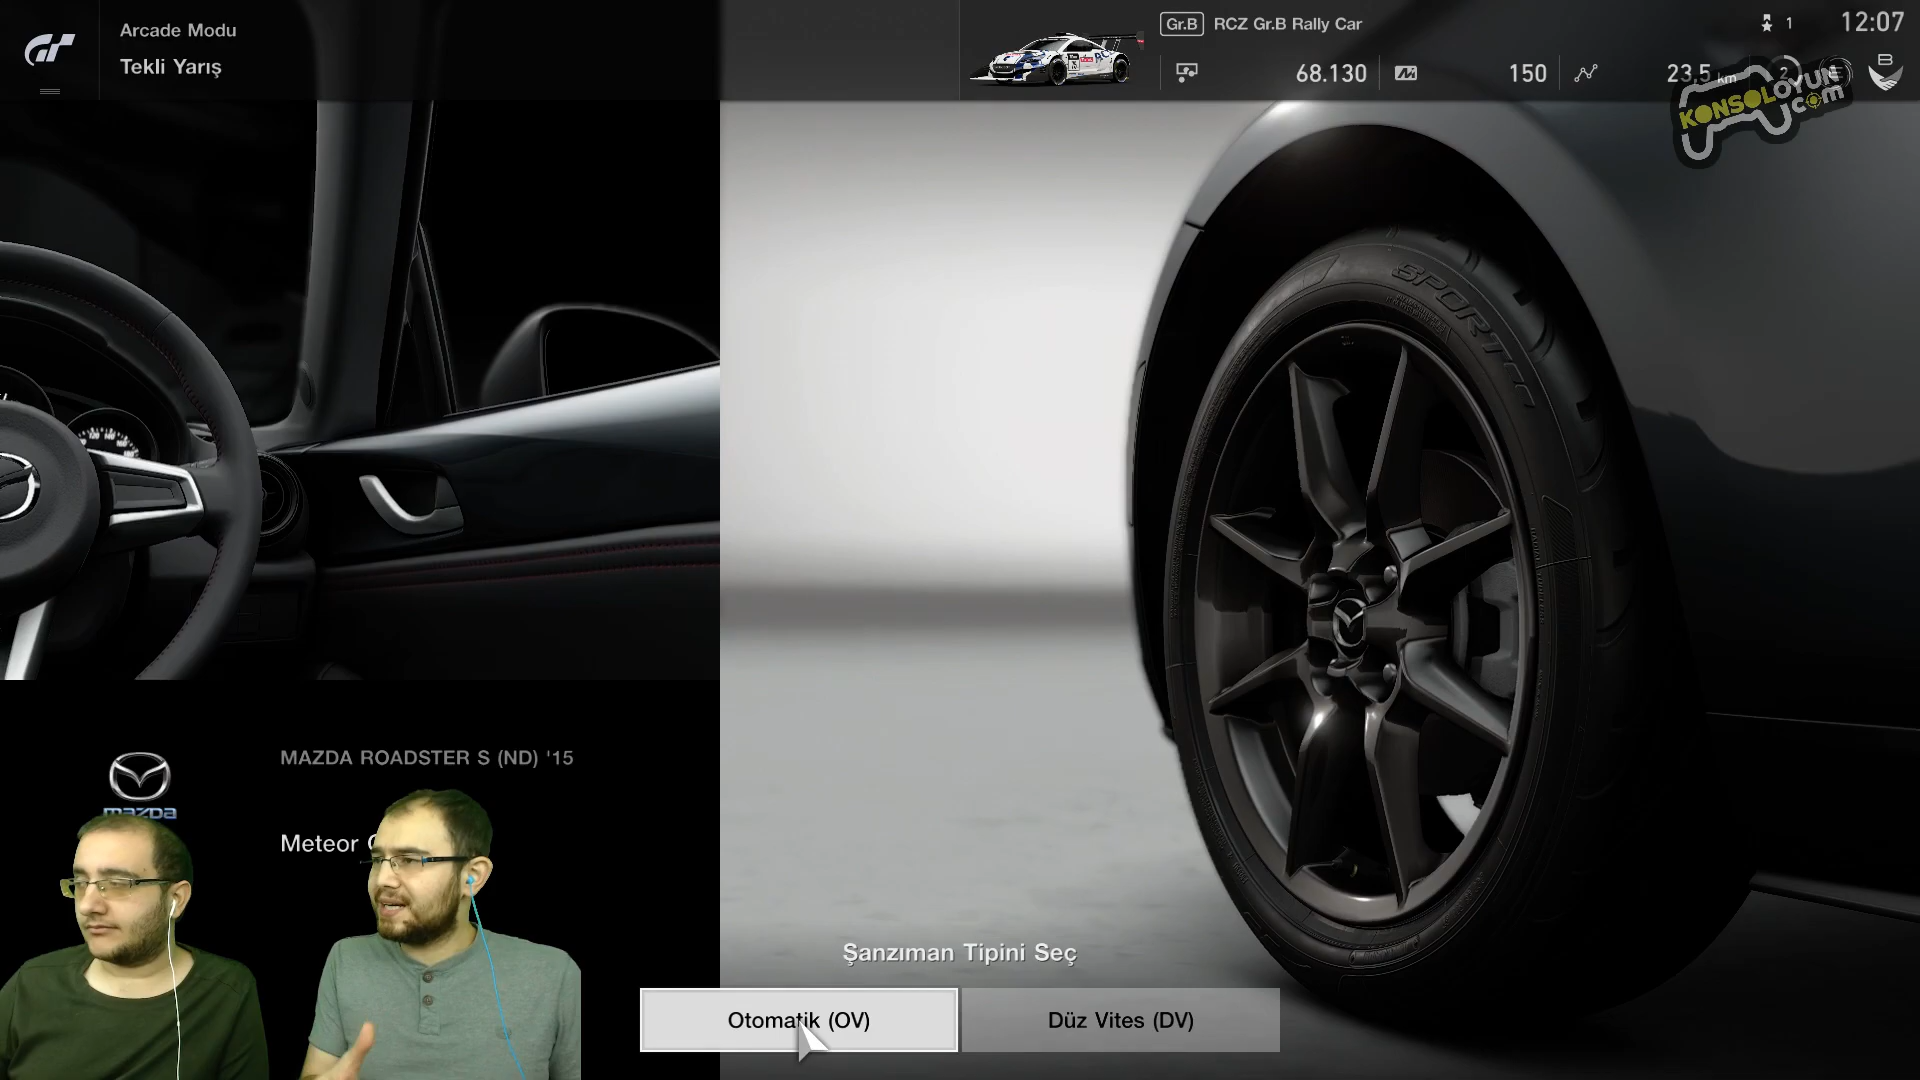 Arcade Modu
Tekli Yarış
Gr.B RCZ Gr.B Rally Car
68.130
150
23,5 km
2
1
12:07
B
KONSOLOYUN
.com
SPORT
MAZDA
MAZDA ROADSTER S (ND) '15
Meteor
Şanzıman Tipini Seç
Otomatik (OV)
Düz Vites (DV)